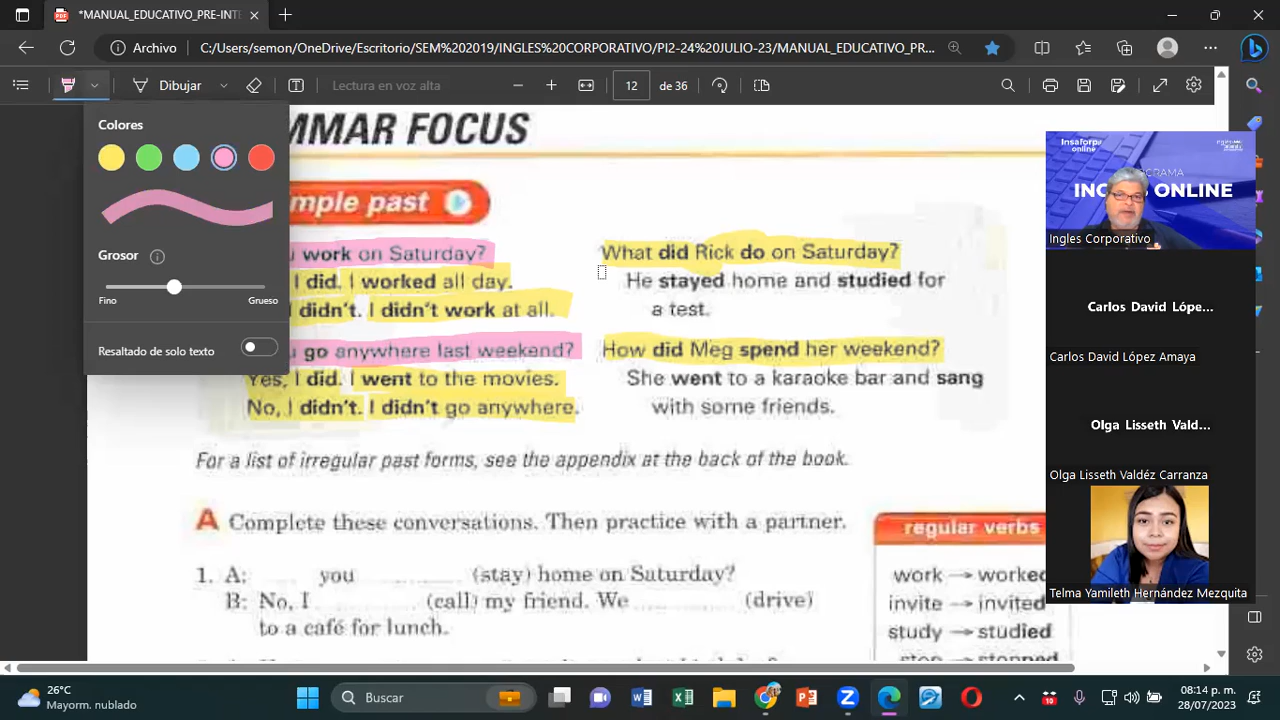 *MANUAL_EDUCATIVO_PRE-INTE
Archivo C:/Users/semon/OneDrive/Escritorio/SEM%202019/INGLES%20CORPORATIVO/PI2-24%20JULIO-23/MANUAL_EDUCATIVO_PR...
Dibujar Lectura en voz alta 12 de 36
Colores
Grosor
Fino Grueso
Resaltado de solo texto
MMAR FOCUS
mple past
work on Saturday?
I did. I worked all day.
didn't. I didn't work at all.
go anywhere last weekend?
Yes, I did. I went to the movies.
No, I didn't. I didn't go anywhere.
What did Rick do on Saturday?
He stayed home and studied for
a test.
How did Meg spend her weekend?
She went to a karaoke bar and sang
with some friends.
For a list of irregular past forms, see the appendix at the back of the book.
A Complete these conversations. Then practice with a partner.
1. A: you (stay) home on Saturday?
B: No, I (call) my friend. We (drive)
to a café for lunch.
regular verbs
work → worked
invite → invited
study → studied
stop → stopped
Insaforp
online
INGLES ONLINE
Ingles Corporativo
Carlos David Lópe...
Carlos David López Amaya
Olga Lisseth Vald...
Olga Lisseth Valdéz Carranza
Telma Yamileth Hernández Mezquita
26°C
Mayorm. nublado
Buscar
10
08:14 p. m.
28/07/2023